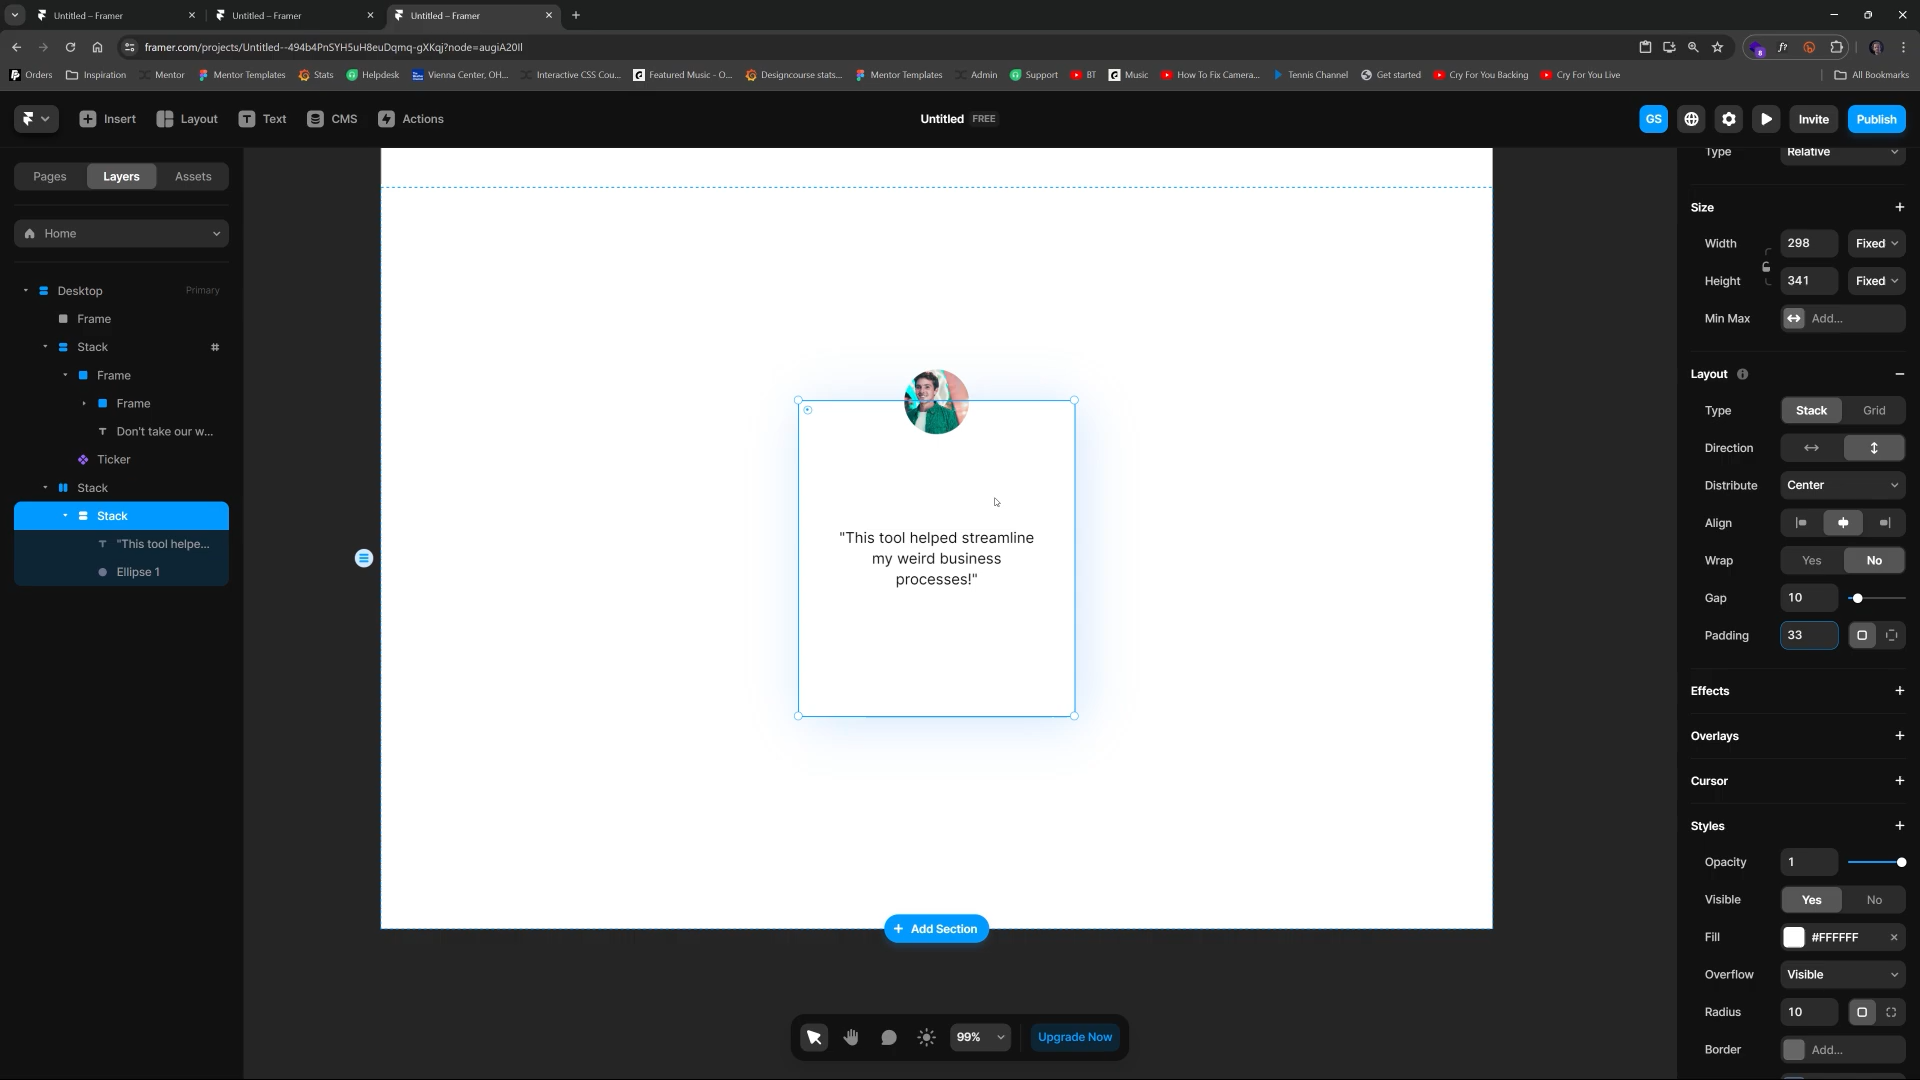 Untitled – Framer
Untitled – Framer
Untitled – Framer
framer.com/projects/Untitled--494b4PnSYH5uH8euDqmq-gXKqj?node=augiA20Il
Orders
Inspiration
Mentor
Mentor Templates
Stats
Helpdesk
Vienna Center, OH...
Interactive CSS Cou...
Featured Music - O...
Designcourse stats...
Mentor Templates
Admin
Support
BT
Music
How To Fix Camera...
Tennis Channel
Get started
Cry For You Backing
Cry For You Live
All Bookmarks
Insert
Layout
Text
CMS
Actions
Untitled FREE
GS
Invite
Publish
Pages
Layers
Assets
Home
Desktop Primary
Frame
Stack
Frame
Frame
Don't take our w...
Ticker
Stack
Stack
"This tool helpe...
Ellipse 1
"This tool helped streamline
my weird business
processes!"
+ Add Section
99%
Upgrade Now
Type Relative
Size
Width 298 Fixed
Height 341 Fixed
Min Max Add...
Layout
Type Stack Grid
Direction
Distribute Center
Align
Wrap Yes No
Gap 10
Padding 33
Effects
Overlays
Cursor
Styles
Opacity 1
Visible Yes No
Fill #FFFFFF
Overflow Visible
Radius 10
Border Add...